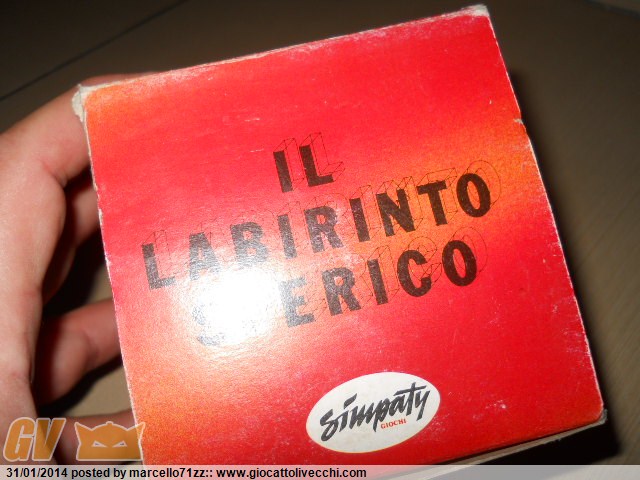 IL
LABIRINTO
SFERICO
Simpaty
GIOCHI
GV
31/01/2014 posted by marcello71zz:: www.giocattolivecchi.com